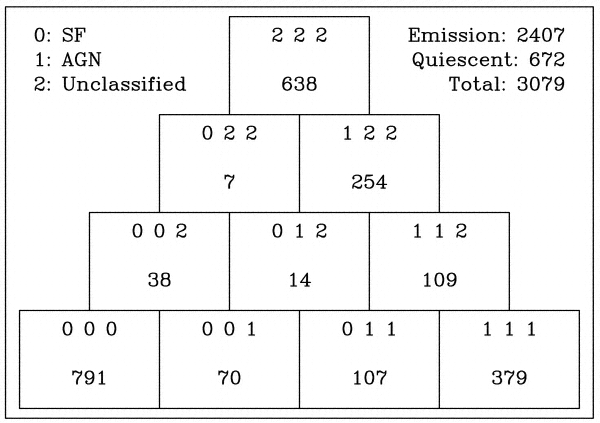 0: SF
1: AGN
2: Unclassified
2 2 2
638
Emission: 2407
Quiescent: 672
Total: 3079
0 2 2
1 2 2
7
254
0 0 2
0 1 2
1 1 2
38
14
109
0 0 0
0 0 1
0 1 1
1 1 1
791
70
107
379